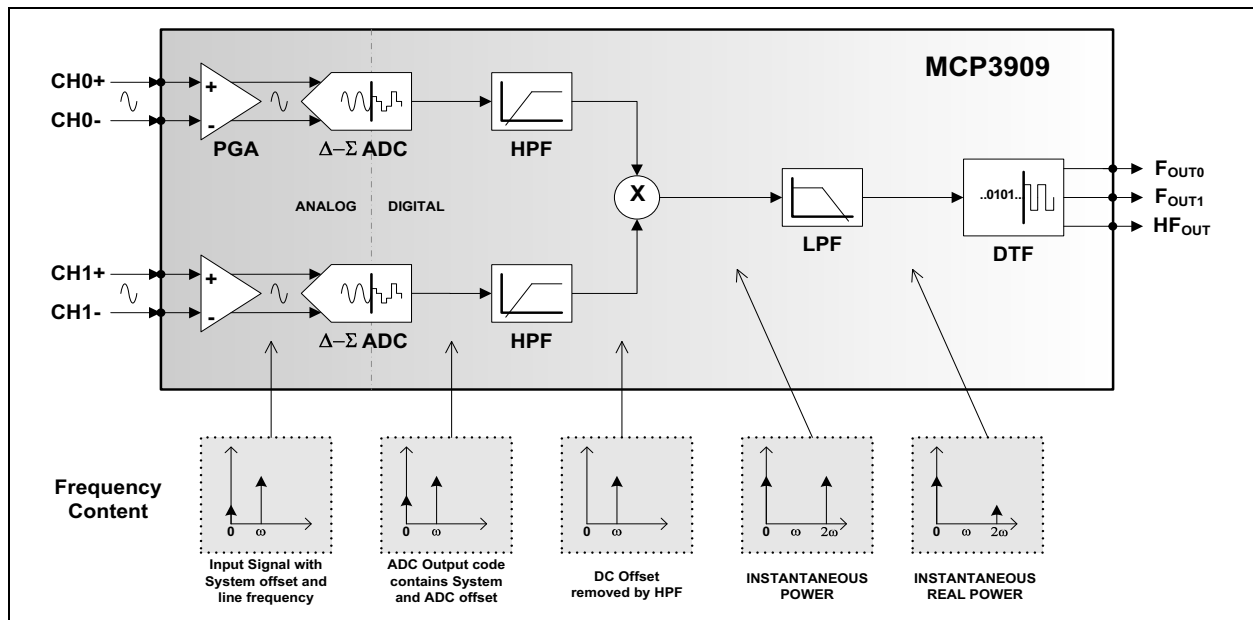 MCP3909
CH0+
CH0-
+
-
PGA
Δ–Σ ADC
HPF
ANALOG
DIGITAL
X
LPF
..0101..
DTF
FOUT0
FOUT1
HFOUT
CH1+
CH1-
+
-
Δ–Σ ADC
HPF
Frequency
Content
0
ω
0
ω
0
ω
0
ω
2ω
0
ω
2ω
Input Signal with
System offset and
line frequency
ADC Output code
contains System
and ADC offset
DC Offset
removed by HPF
INSTANTANEOUS
POWER
INSTANTANEOUS
REAL POWER